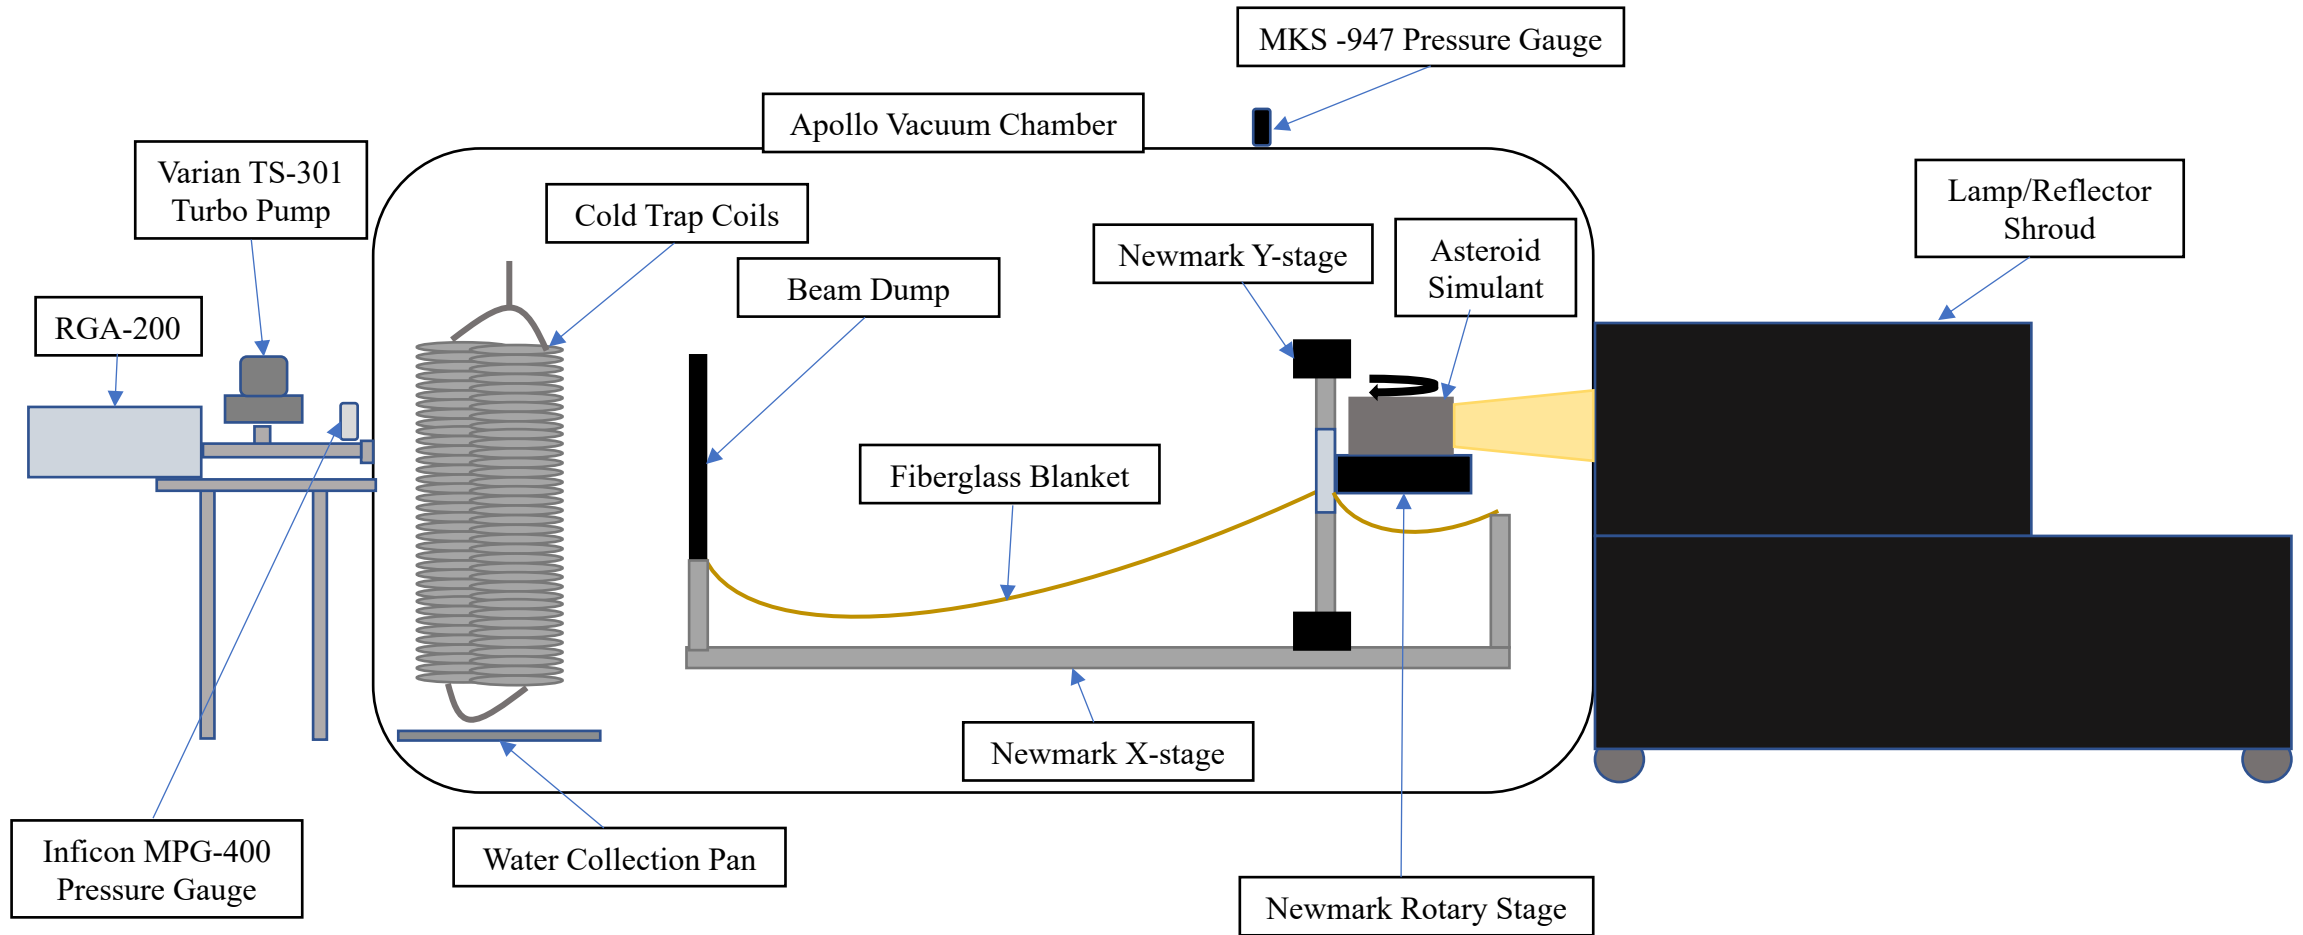 MKS -947 Pressure Gauge
Apollo Vacuum Chamber
Varian TS-301
Turbo Pump
Cold Trap Coils
Lamp/Reflector
Shroud
Newmark Y-stage
Asteroid
Simulant
Beam Dump
RGA-200
Fiberglass Blanket
Newmark X-stage
Inficon MPG-400
Pressure Gauge
Water Collection Pan
Newmark Rotary Stage